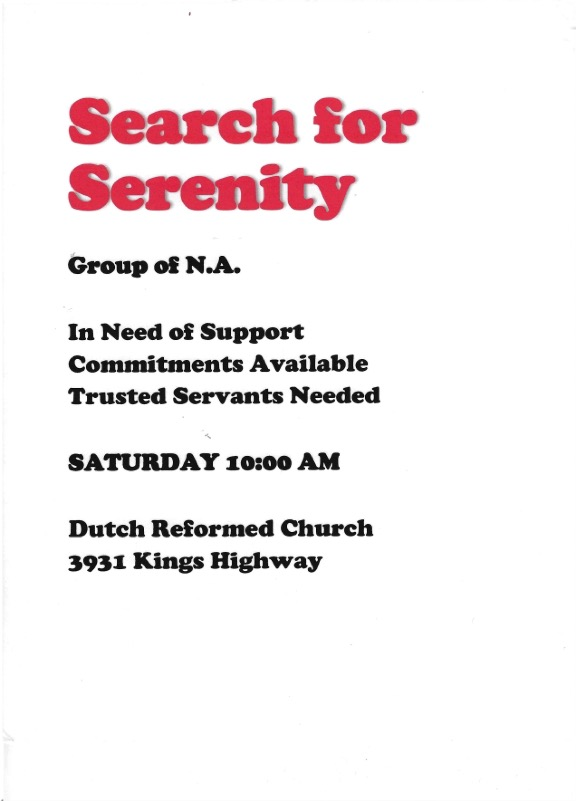 Search for
Serenity
Group of N.A.
In Need of Support
Commitments Available
Trusted Servants Needed
SATURDAY 10:00 AM
Dutch Reformed Church
3931 Kings Highway